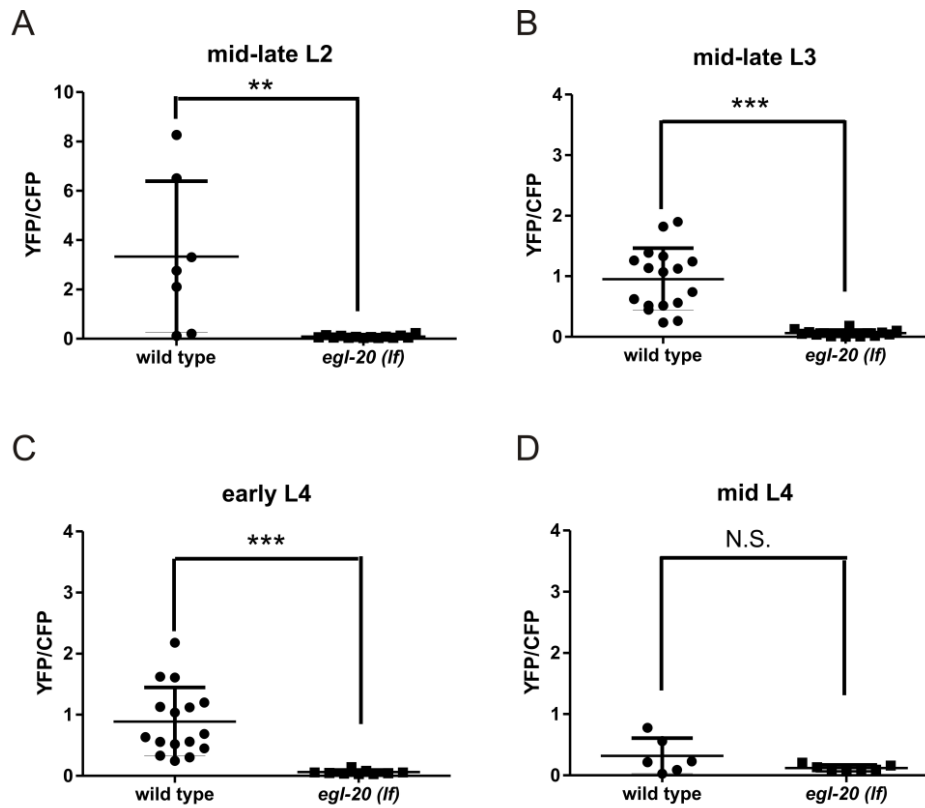 A
mid-late L2
**
10
8
6
4
2
0
YFP/CFP
wild type
egl-20 (lf)
B
mid-late L3
***
4
3
2
1
0
YFP/CFP
wild type
egl-20 (lf)
C
early L4
***
4
3
2
1
0
YFP/CFP
wild type
egl-20 (lf)
D
mid L4
N.S.
4
3
2
1
0
YFP/CFP
wild type
egl-20 (lf)